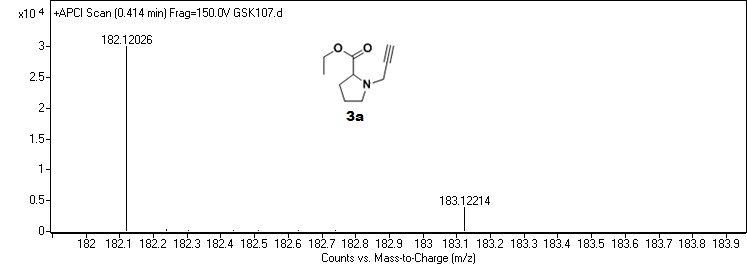 x10 4 +APCI Scan (0.414 min) Frag=150.0V GSK107.d
182.12026
3
2.5
2
1.5
1
0.5
0
O O
N
3a
183.12214
182 182.1 182.2 182.3 182.4 182.5 182.6 182.7 182.8 182.9 183 183.1 183.2 183.3 183.4 183.5 183.6 183.7 183.8 183.9
Counts vs. Mass-to-Charge (m/z)